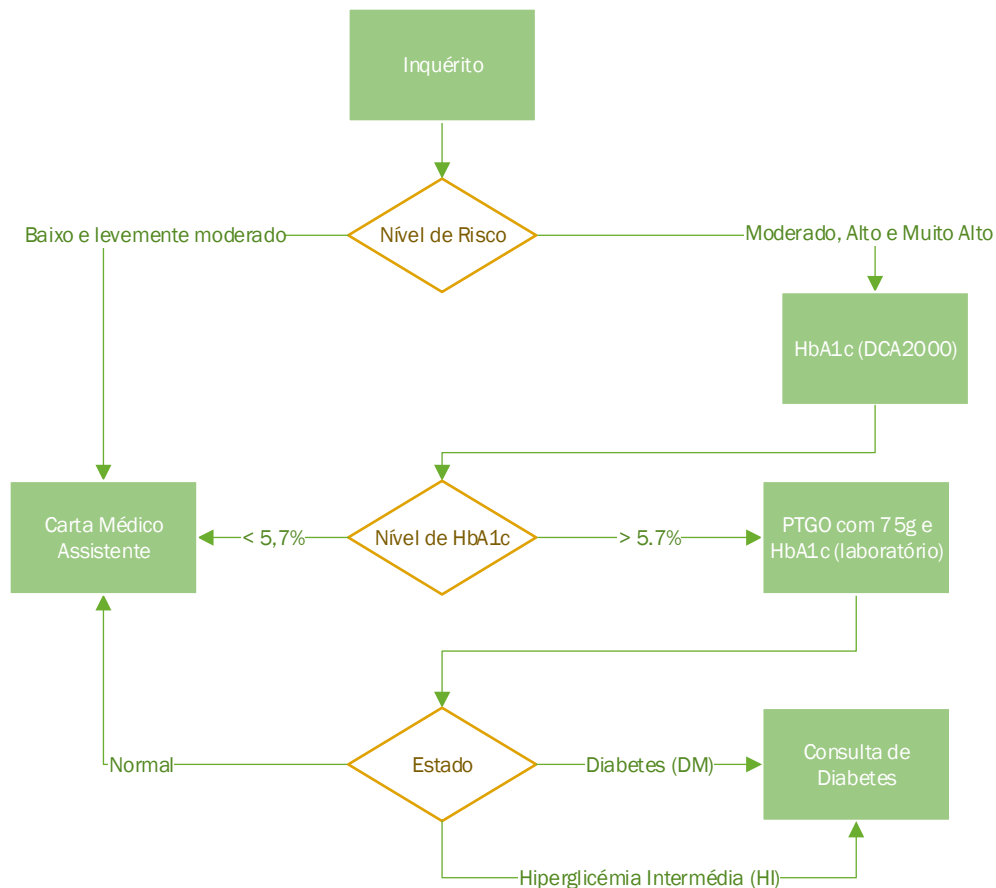 Inquérito
Nível de Risco
Baixo e levemente moderado
Moderado, Alto e Muito Alto
HbA1c (DCA2000)
Carta Médico
Assistente
< 5,7%
Nível de HbA1c
> 5.7%
PTGO com 75g e
HbA1c (laboratório)
Normal
Estado
Diabetes (DM)
Consulta de
Diabetes
Hiperglicémia Intermédia (HI)